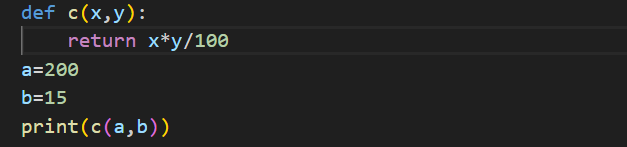 def c(x,y):
    return x*y/100
a=200
b=15
print(c(a,b))